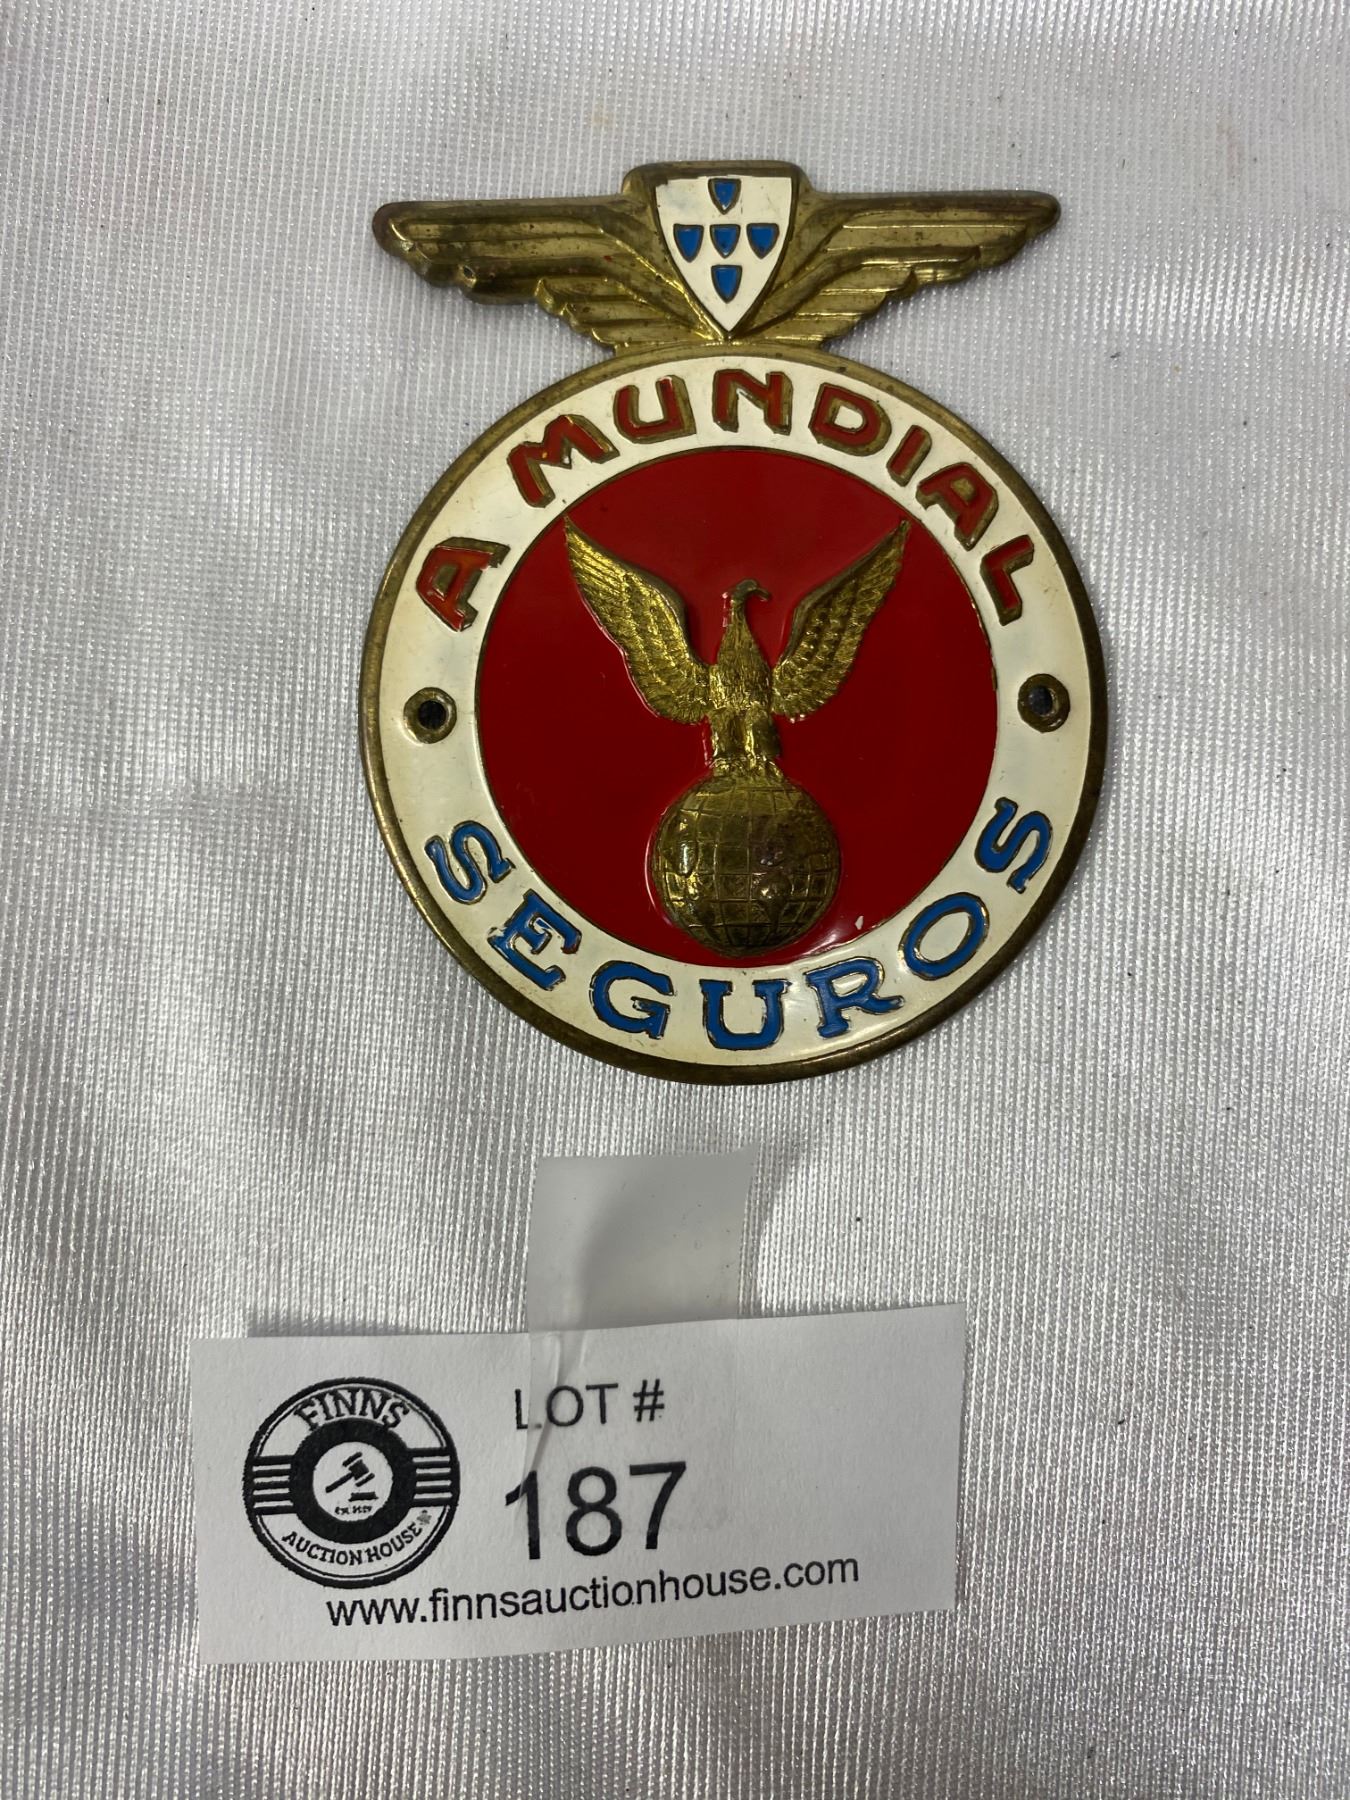 A MUNDIAL
SEGUROS
FINNS
AUCTION HOUSE
LOT #
187
www.finnsauctionhouse.com